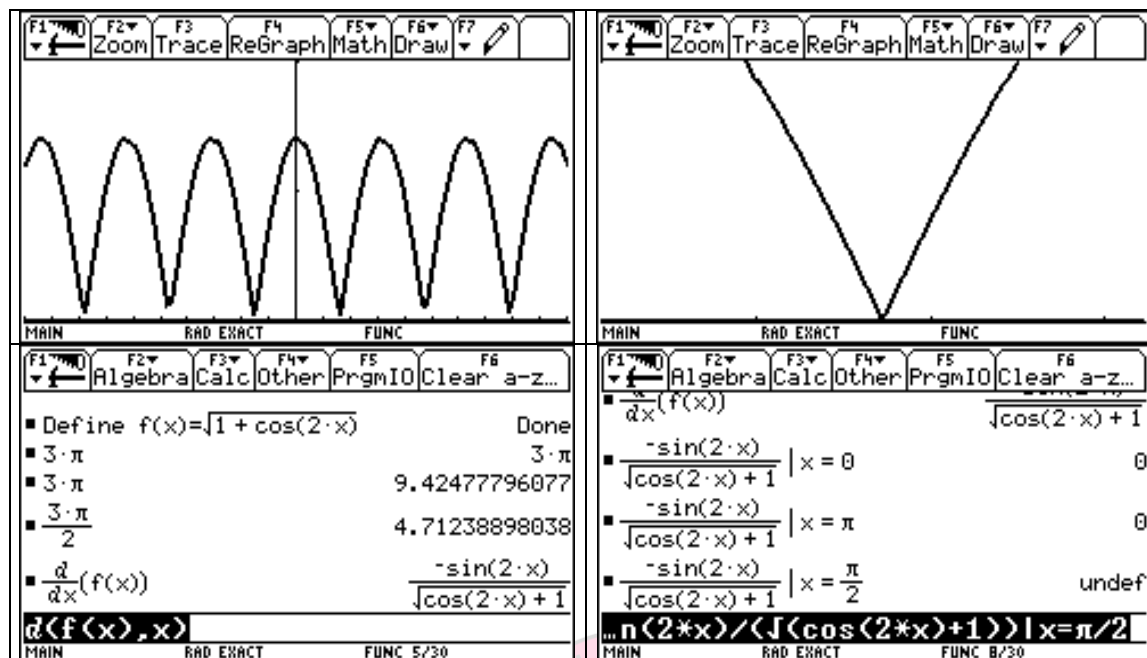 F1 F2 F3 F4 F5 F6 F7
Zoom Trace ReGraph Math Draw
MAIN RAD EXACT FUNC
F1 F2 F3 F4 F5 F6 F7
Zoom Trace ReGraph Math Draw
MAIN RAD EXACT FUNC
F1 F2 F3 F4 F5 F6
Algebra Calc Other PrgmIO Clear a-z…
▪ Define f(x)=√(1 + cos(2·x)) Done
▪ 3·π 3·π
▪ 3·π 9.42477796077
▪ 3·π/2 4.71238898038
▪ d/dx(f(x)) -sin(2·x)/√(cos(2·x) + 1)
d(f(x),x)
MAIN RAD EXACT FUNC 5/30
F1 F2 F3 F4 F5 F6
Algebra Calc Other PrgmIO Clear a-z…
▪ d/dx(f(x)) √(cos(2·x) + 1)
▪ -sin(2·x)/√(cos(2·x) + 1) | x = 0 0
▪ -sin(2·x)/√(cos(2·x) + 1) | x = π 0
▪ -sin(2·x)/√(cos(2·x) + 1) | x = π/2 undef
…n(2*x)/(√(cos(2*x)+1))|x=π/2
MAIN RAD EXACT FUNC 8/30